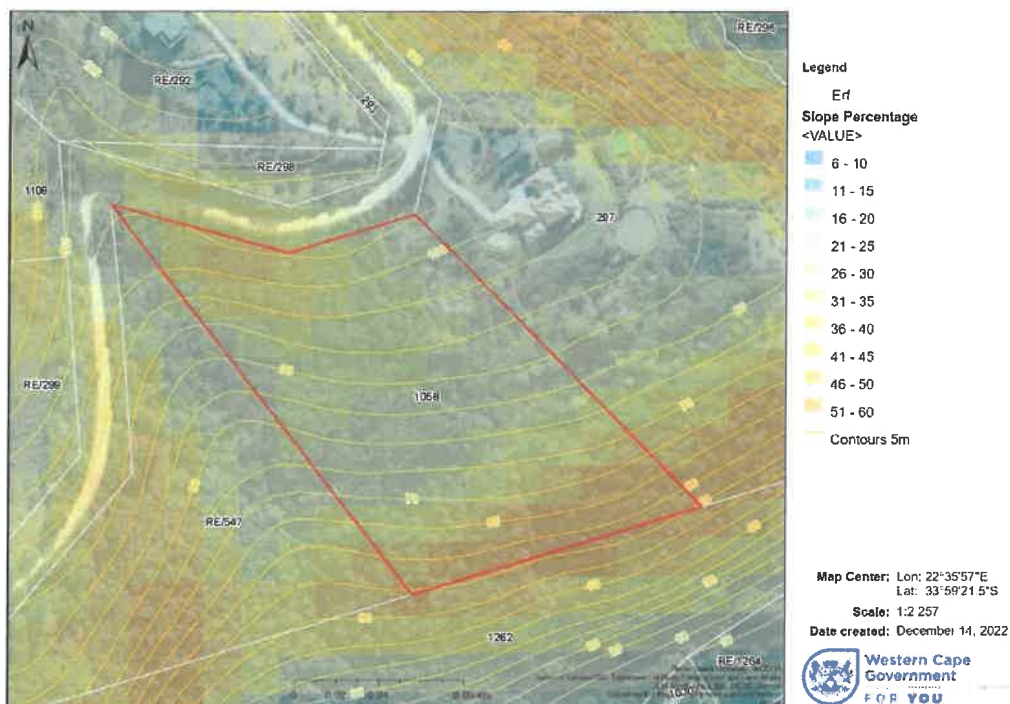 N
RE/296
RE/292
293
RE/298
1109
297
RE/299
1058
RE/547
1262
RE/1264
Legend
Erf
Slope Percentage
<VALUE>
6 - 10
11 - 15
16 - 20
21 - 25
26 - 30
31 - 35
36 - 40
41 - 45
46 - 50
51 - 60
Contours 5m
Map Center: Lon: 22°35'57"E
Lat: 33°59'21.5"S
Scale: 1:2 257
Date created: December 14, 2022
Western Cape
Government
FOR YOU